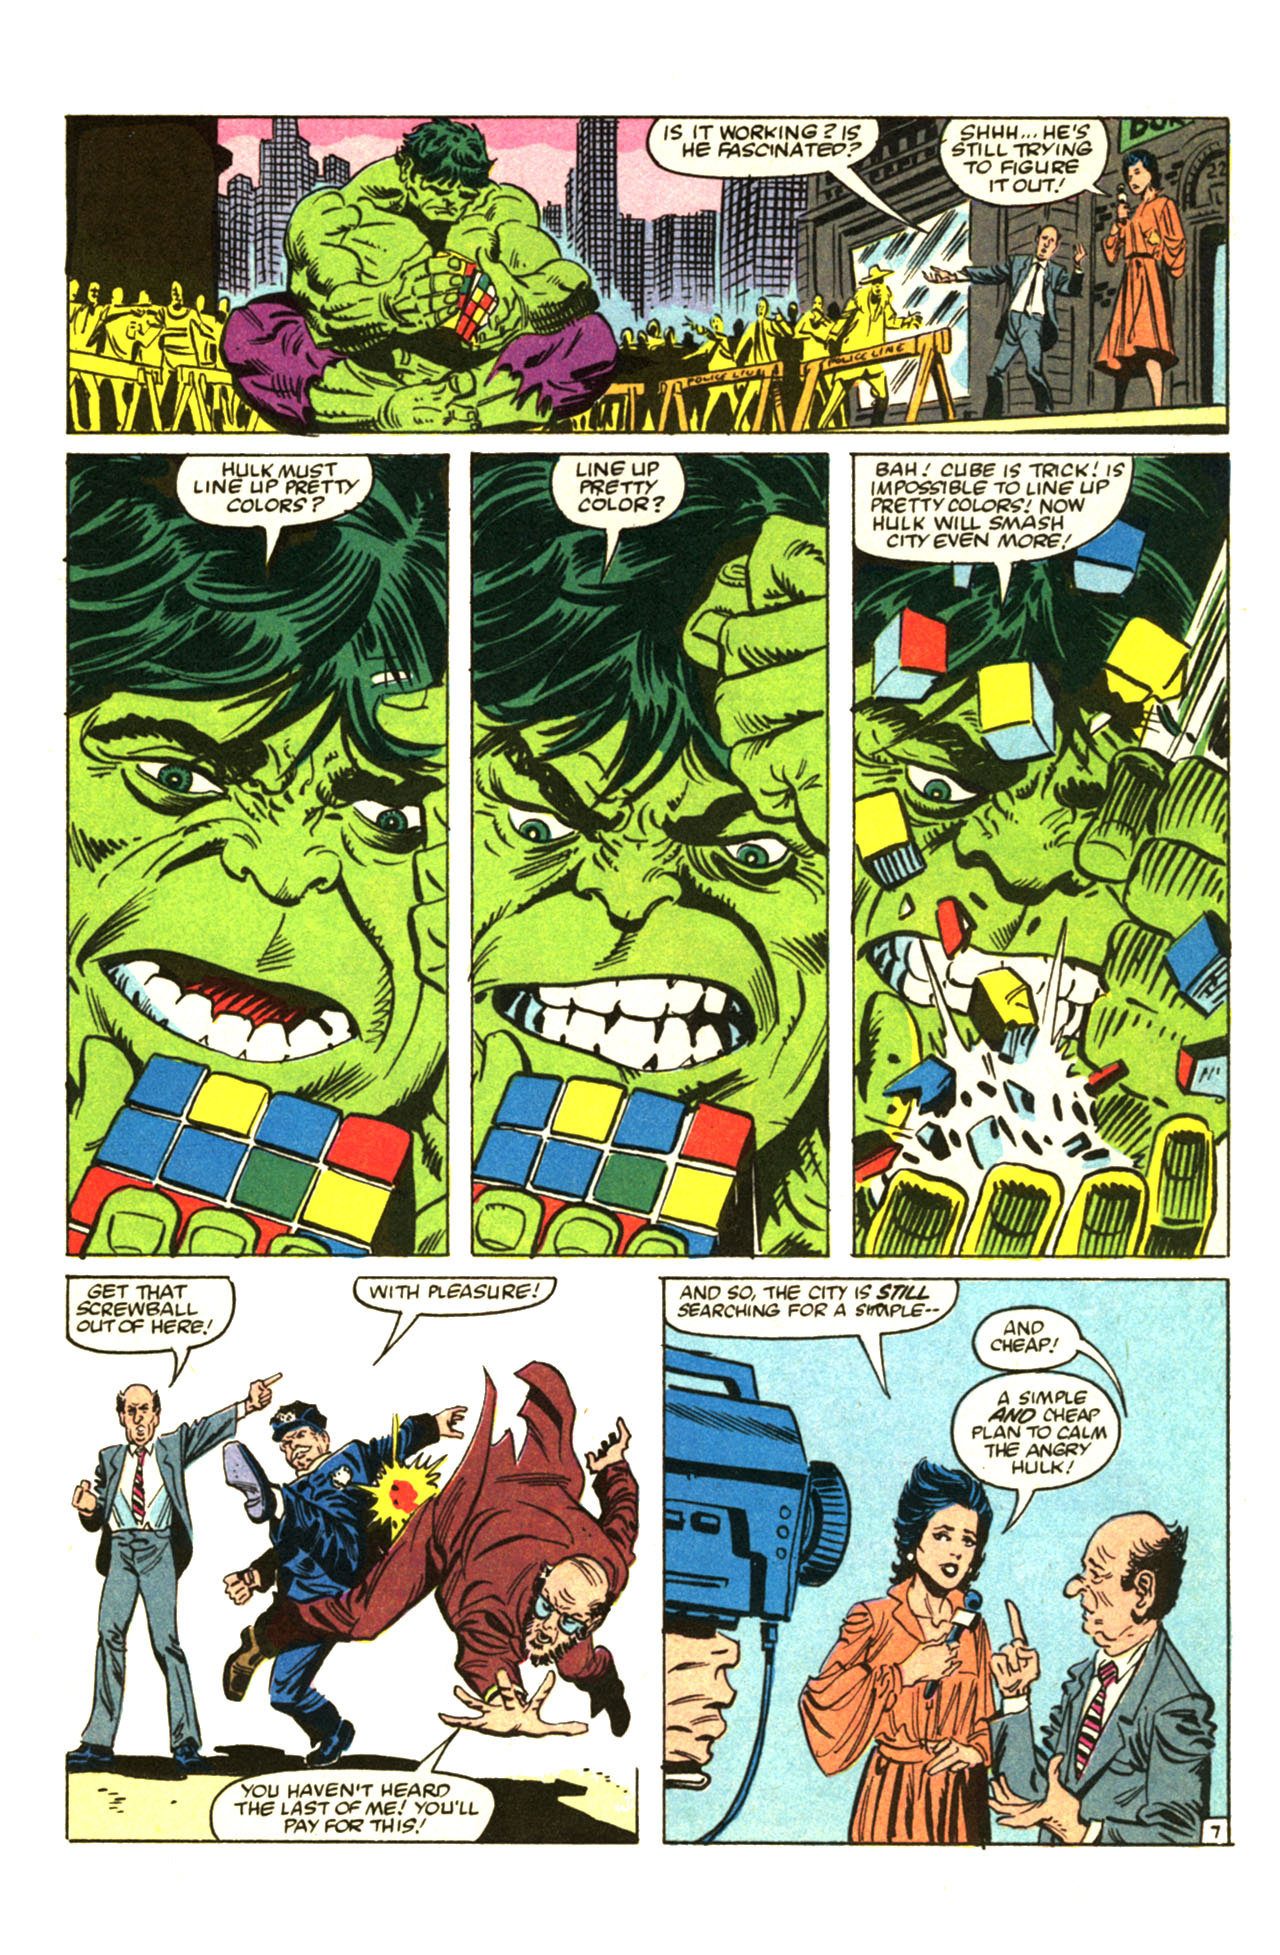 IS IT WORKING? IS
HE FASCINATED?
SHHH... HE'S
STILL TRYING
TO FIGURE
IT OUT!
POLICE LINE
POLICE LINE
HULK MUST
LINE UP PRETTY
COLORS?
LINE UP
PRETTY
COLOR?
BAH! CUBE IS TRICK! IS
IMPOSSIBLE TO LINE UP
PRETTY COLORS! NOW
HULK WILL SMASH
CITY EVEN MORE!
GET THAT
SCREWBALL
OUT OF HERE!
WITH PLEASURE!
YOU HAVEN'T HEARD
THE LAST OF ME! YOU'LL
PAY FOR THIS!
AND SO, THE CITY IS STILL
SEARCHING FOR A SIMPLE--
AND
CHEAP!
A SIMPLE
AND CHEAP
PLAN TO CALM
THE ANGRY
HULK!
7